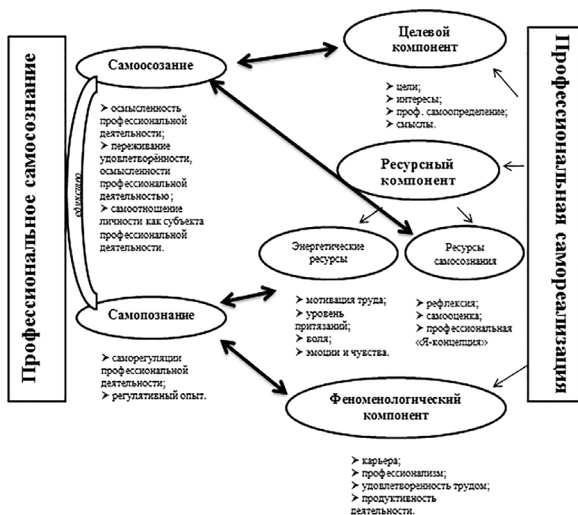 Профессиональное самосознание
Самоосозание
➢ осмысленность
профессиональной
деятельности;
➢ переживание
удовлетворённости,
осмысленности
профессиональной
деятельностью;
➢ самоотношение
личности как субъекта
профессиональной
деятельности.
единство
Самопознание
➢ саморегуляции
профессиональной
деятельности;
➢ регулятивный опыт.
Целевой
компонент
➢ цели;
➢ интересы;
➢ проф. самоопределение;
➢ смыслы.
Ресурсный
компонент
Энергетические
ресурсы
➢ мотивация труда;
➢ уровень
притязаний;
➢ воля;
➢ эмоции и чувства.
Ресурсы
самосознания
➢ рефлексия;
➢ самооценка;
➢ профессиональная
«Я-концепция»
Феноменологический
компонент
➢ карьера;
➢ профессионализм;
➢ удовлетворенность трудом;
➢ продуктивность
деятельности.
Профессиональная самореализация